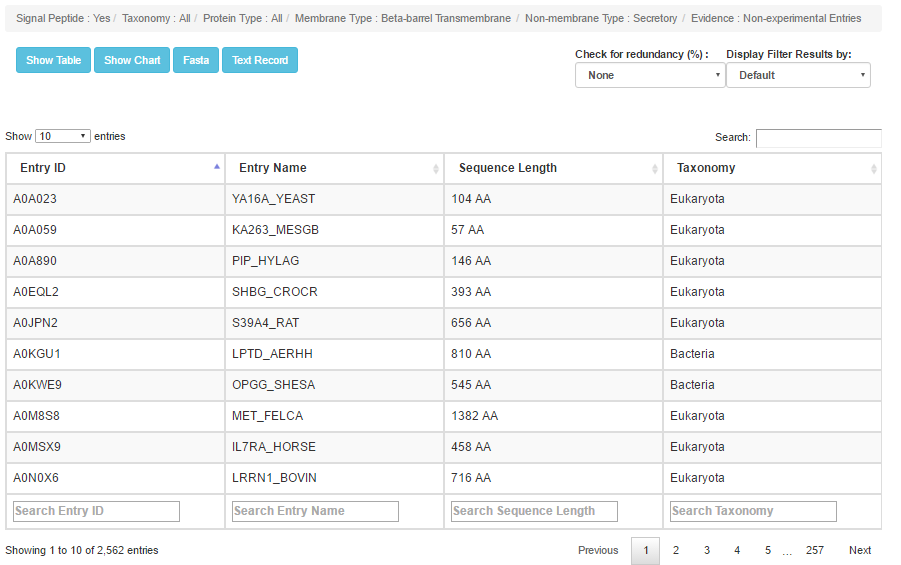 Signal Peptide : Yes / Taxonomy : All / Protein Type : All / Membrane Type : Beta-barrel Transmembrane / Non-membrane Type : Secretory / Evidence : Non-experimental Entries
Show Table Show Chart Fasta Text Record
Check for redundancy (%) : Display Filter Results by:
None Default
Show 10 entries Search:
Entry ID Entry Name Sequence Length Taxonomy
A0A023 YA16A_YEAST 104 AA Eukaryota
A0A059 KA263_MESGB 57 AA Eukaryota
A0A890 PIP_HYLAG 146 AA Eukaryota
A0EQL2 SHBG_CROCR 393 AA Eukaryota
A0JPN2 S39A4_RAT 656 AA Eukaryota
A0KGU1 LPTD_AERHH 810 AA Bacteria
A0KWE9 OPGG_SHESA 545 AA Bacteria
A0M8S8 MET_FELCA 1382 AA Eukaryota
A0MSX9 IL7RA_HORSE 458 AA Eukaryota
A0N0X6 LRRN1_BOVIN 716 AA Eukaryota
Search Entry ID Search Entry Name Search Sequence Length Search Taxonomy
Showing 1 to 10 of 2,562 entries Previous 1 2 3 4 5 ... 257 Next